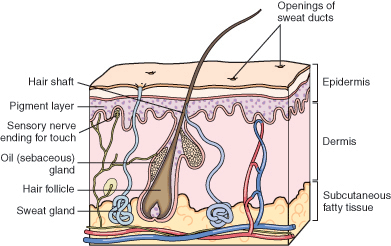 Openings of
sweat ducts
Hair shaft
Pigment layer
Sensory nerve
ending for touch
Oil (sebaceous)
gland
Hair follicle
Sweat gland
Epidermis
Dermis
Subcutaneous
fatty tissue